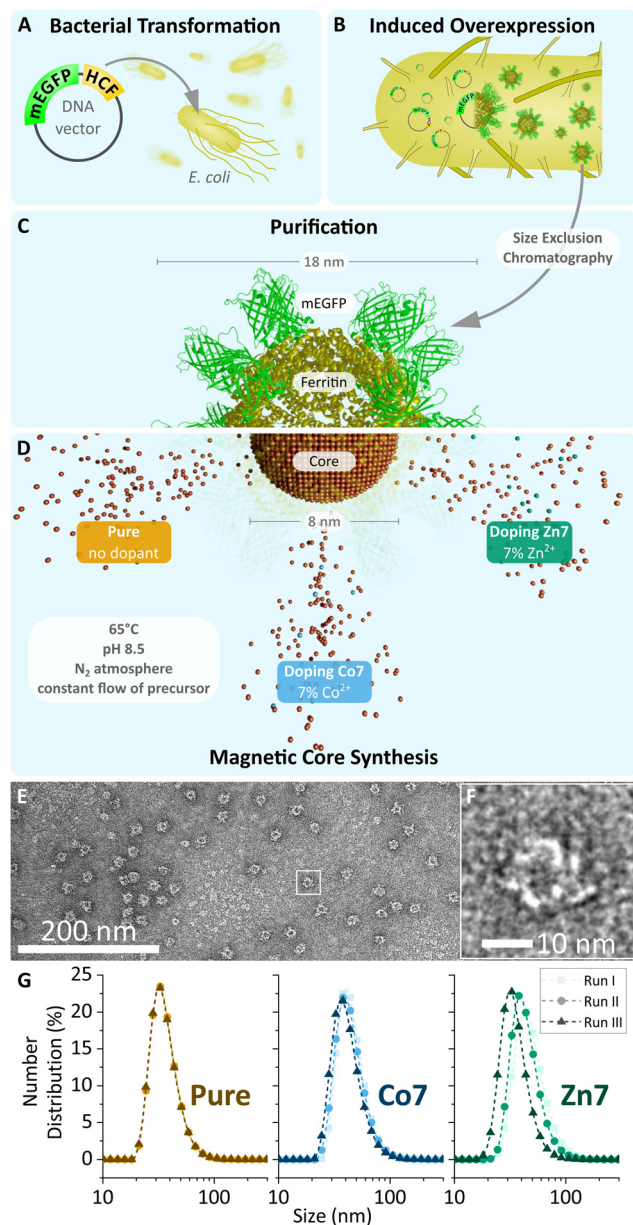 A Bacterial Transformation
mEGFP HCF
DNA
vector
E. coli
B Induced Overexpression
mEGFP
C
Purification
Size Exclusion
Chromatography
18 nm
mEGFP
Ferritin
D
Core
8 nm
Pure
no dopant
Doping Zn7
7% Zn²⁺
65°C
pH 8.5
N₂ atmosphere
constant flow of precursor
Doping Co7
7% Co²⁺
Magnetic Core Synthesis
E
200 nm
F
10 nm
G
Number
Distribution (%)
25
20
15
10
5
0
Pure
Co7
Zn7
Run I
Run II
Run III
10 100
10 100
10 100
Size (nm)